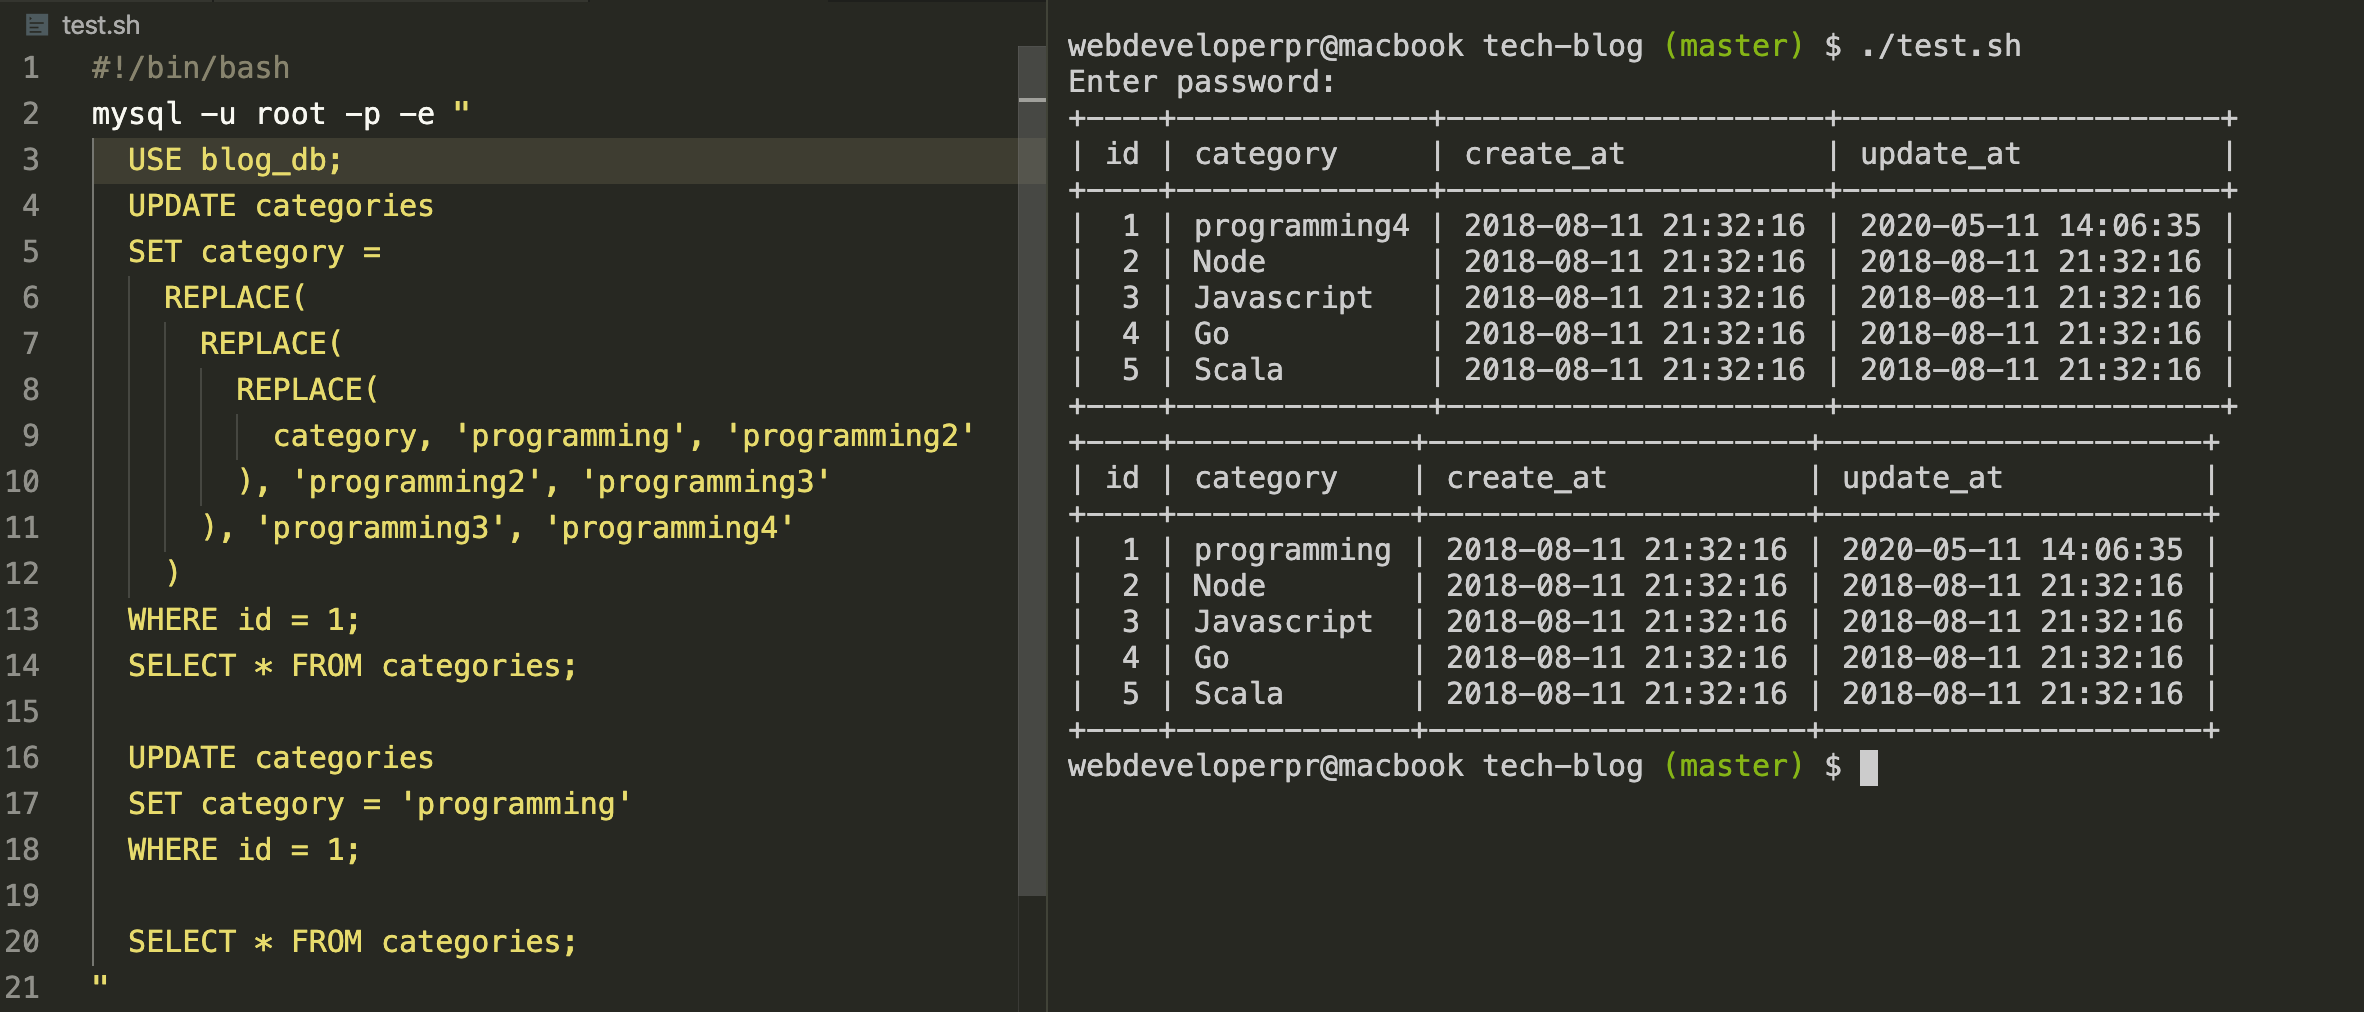 test.sh
1 #!/bin/bash
2 mysql -u root -p -e "
3 USE blog_db;
4 UPDATE categories
5 SET category =
6 REPLACE(
7 REPLACE(
8 REPLACE(
9 category, 'programming', 'programming2'
10 ), 'programming2', 'programming3'
11 ), 'programming3', 'programming4'
12 )
13 WHERE id = 1;
14 SELECT * FROM categories;
15
16 UPDATE categories
17 SET category = 'programming'
18 WHERE id = 1;
19
20 SELECT * FROM categories;
21 "
webdeveloperpr@macbook tech-blog (master) $ ./test.sh
Enter password:
+----+--------------+---------------------+---------------------+
| id | category     | create_at           | update_at           |
+----+--------------+---------------------+---------------------+
|  1 | programming4 | 2018-08-11 21:32:16 | 2020-05-11 14:06:35 |
|  2 | Node         | 2018-08-11 21:32:16 | 2018-08-11 21:32:16 |
|  3 | Javascript   | 2018-08-11 21:32:16 | 2018-08-11 21:32:16 |
|  4 | Go           | 2018-08-11 21:32:16 | 2018-08-11 21:32:16 |
|  5 | Scala        | 2018-08-11 21:32:16 | 2018-08-11 21:32:16 |
+----+--------------+---------------------+---------------------+
+----+-------------+---------------------+---------------------+
| id | category    | create_at           | update_at           |
+----+-------------+---------------------+---------------------+
|  1 | programming | 2018-08-11 21:32:16 | 2020-05-11 14:06:35 |
|  2 | Node        | 2018-08-11 21:32:16 | 2018-08-11 21:32:16 |
|  3 | Javascript  | 2018-08-11 21:32:16 | 2018-08-11 21:32:16 |
|  4 | Go          | 2018-08-11 21:32:16 | 2018-08-11 21:32:16 |
|  5 | Scala       | 2018-08-11 21:32:16 | 2018-08-11 21:32:16 |
+----+-------------+---------------------+---------------------+
webdeveloperpr@macbook tech-blog (master) $